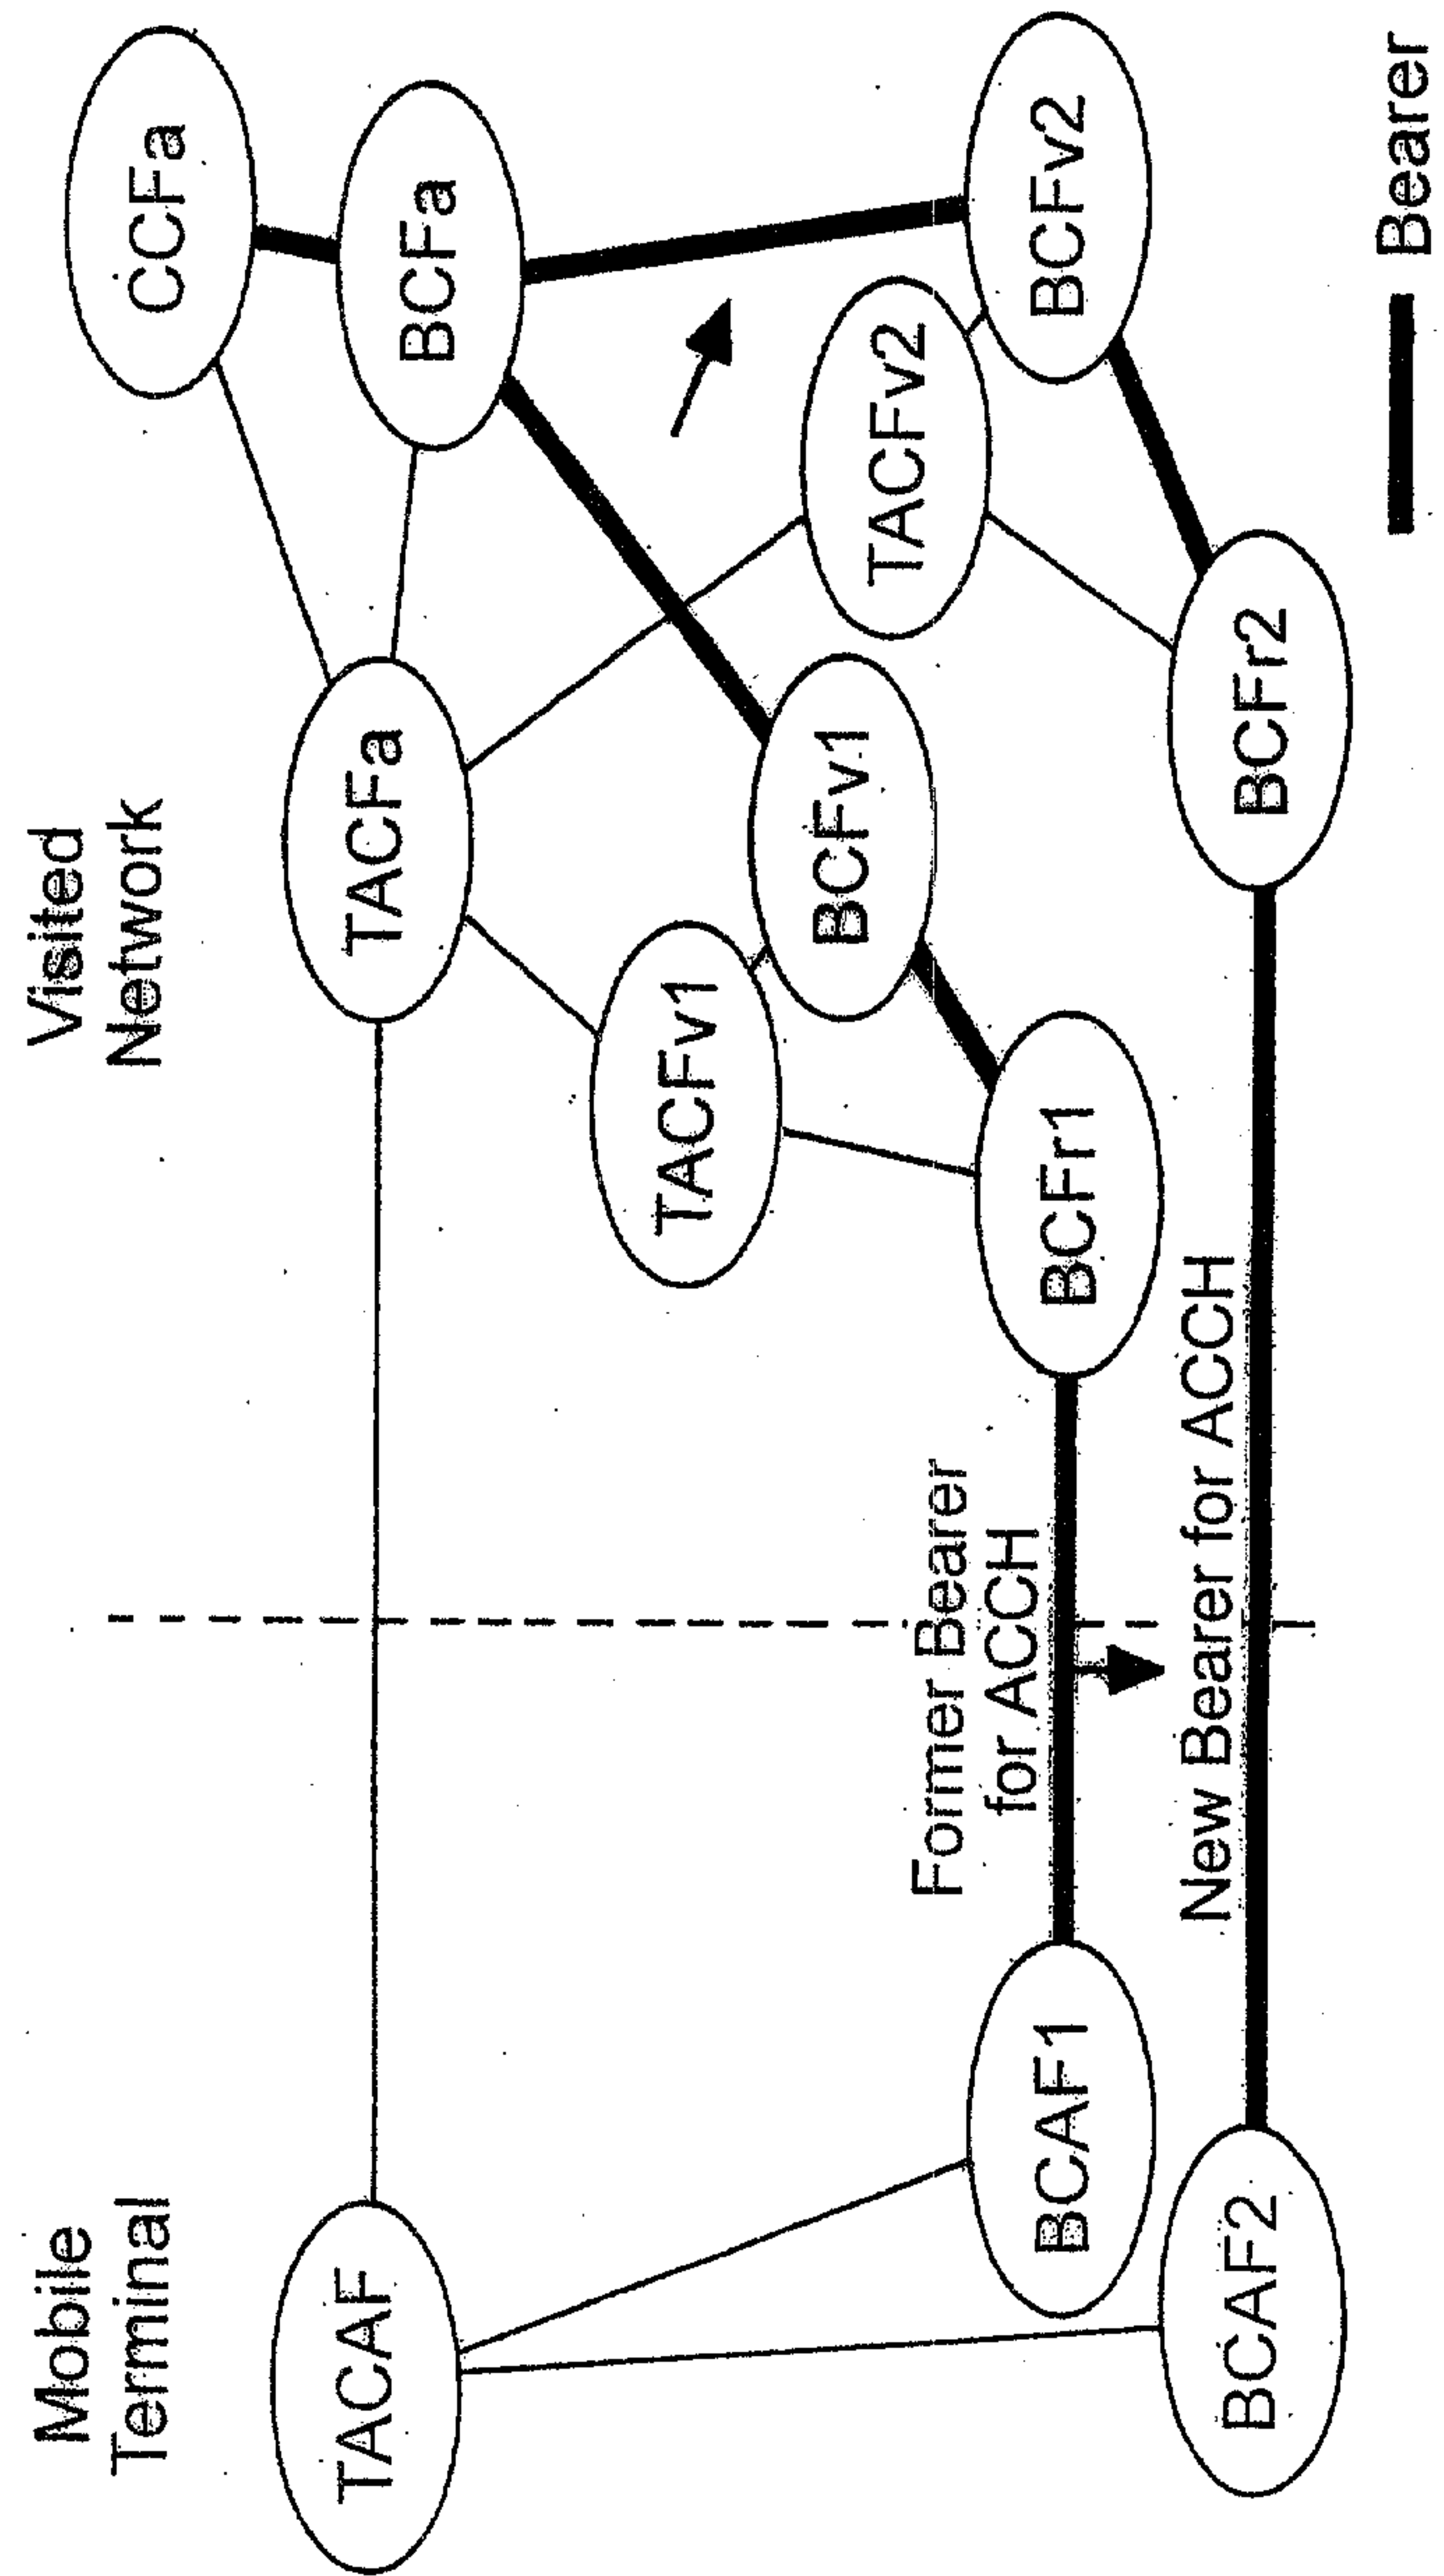 Mobile
Terminal
Visited
Network
TACAF
TACFa
CCFa
BCFa
TACFv1
BCFv1
TACFv2
BCFv2
BCAF1
Former Bearer
for ACCH
BCFr1
BCAF2
New Bearer for ACCH
BCFr2
Bearer